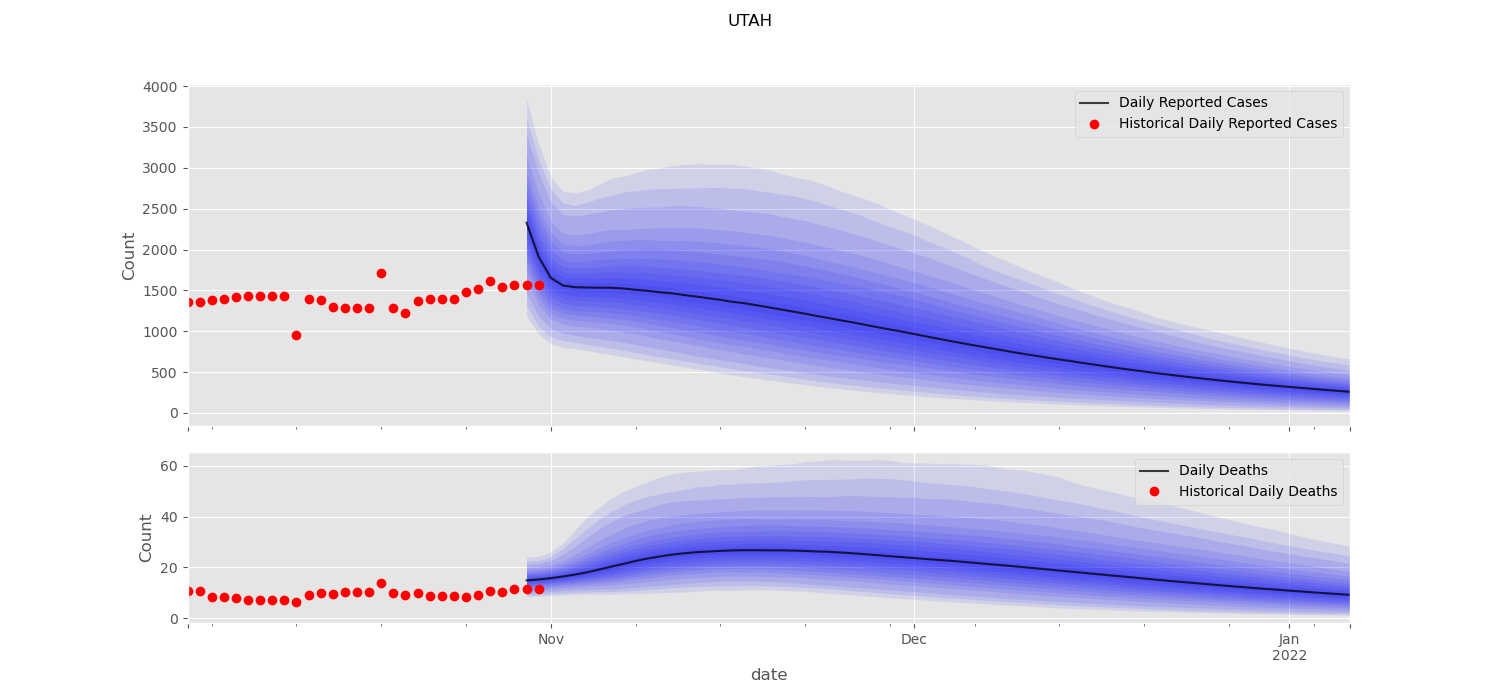 UTAH
4000
3500
3000
2500
2000
1500
1000
500
0
Count
Daily Reported Cases
Historical Daily Reported Cases
60
40
20
0
Count
Daily Deaths
Historical Daily Deaths
Nov
Dec
Jan
2022
date